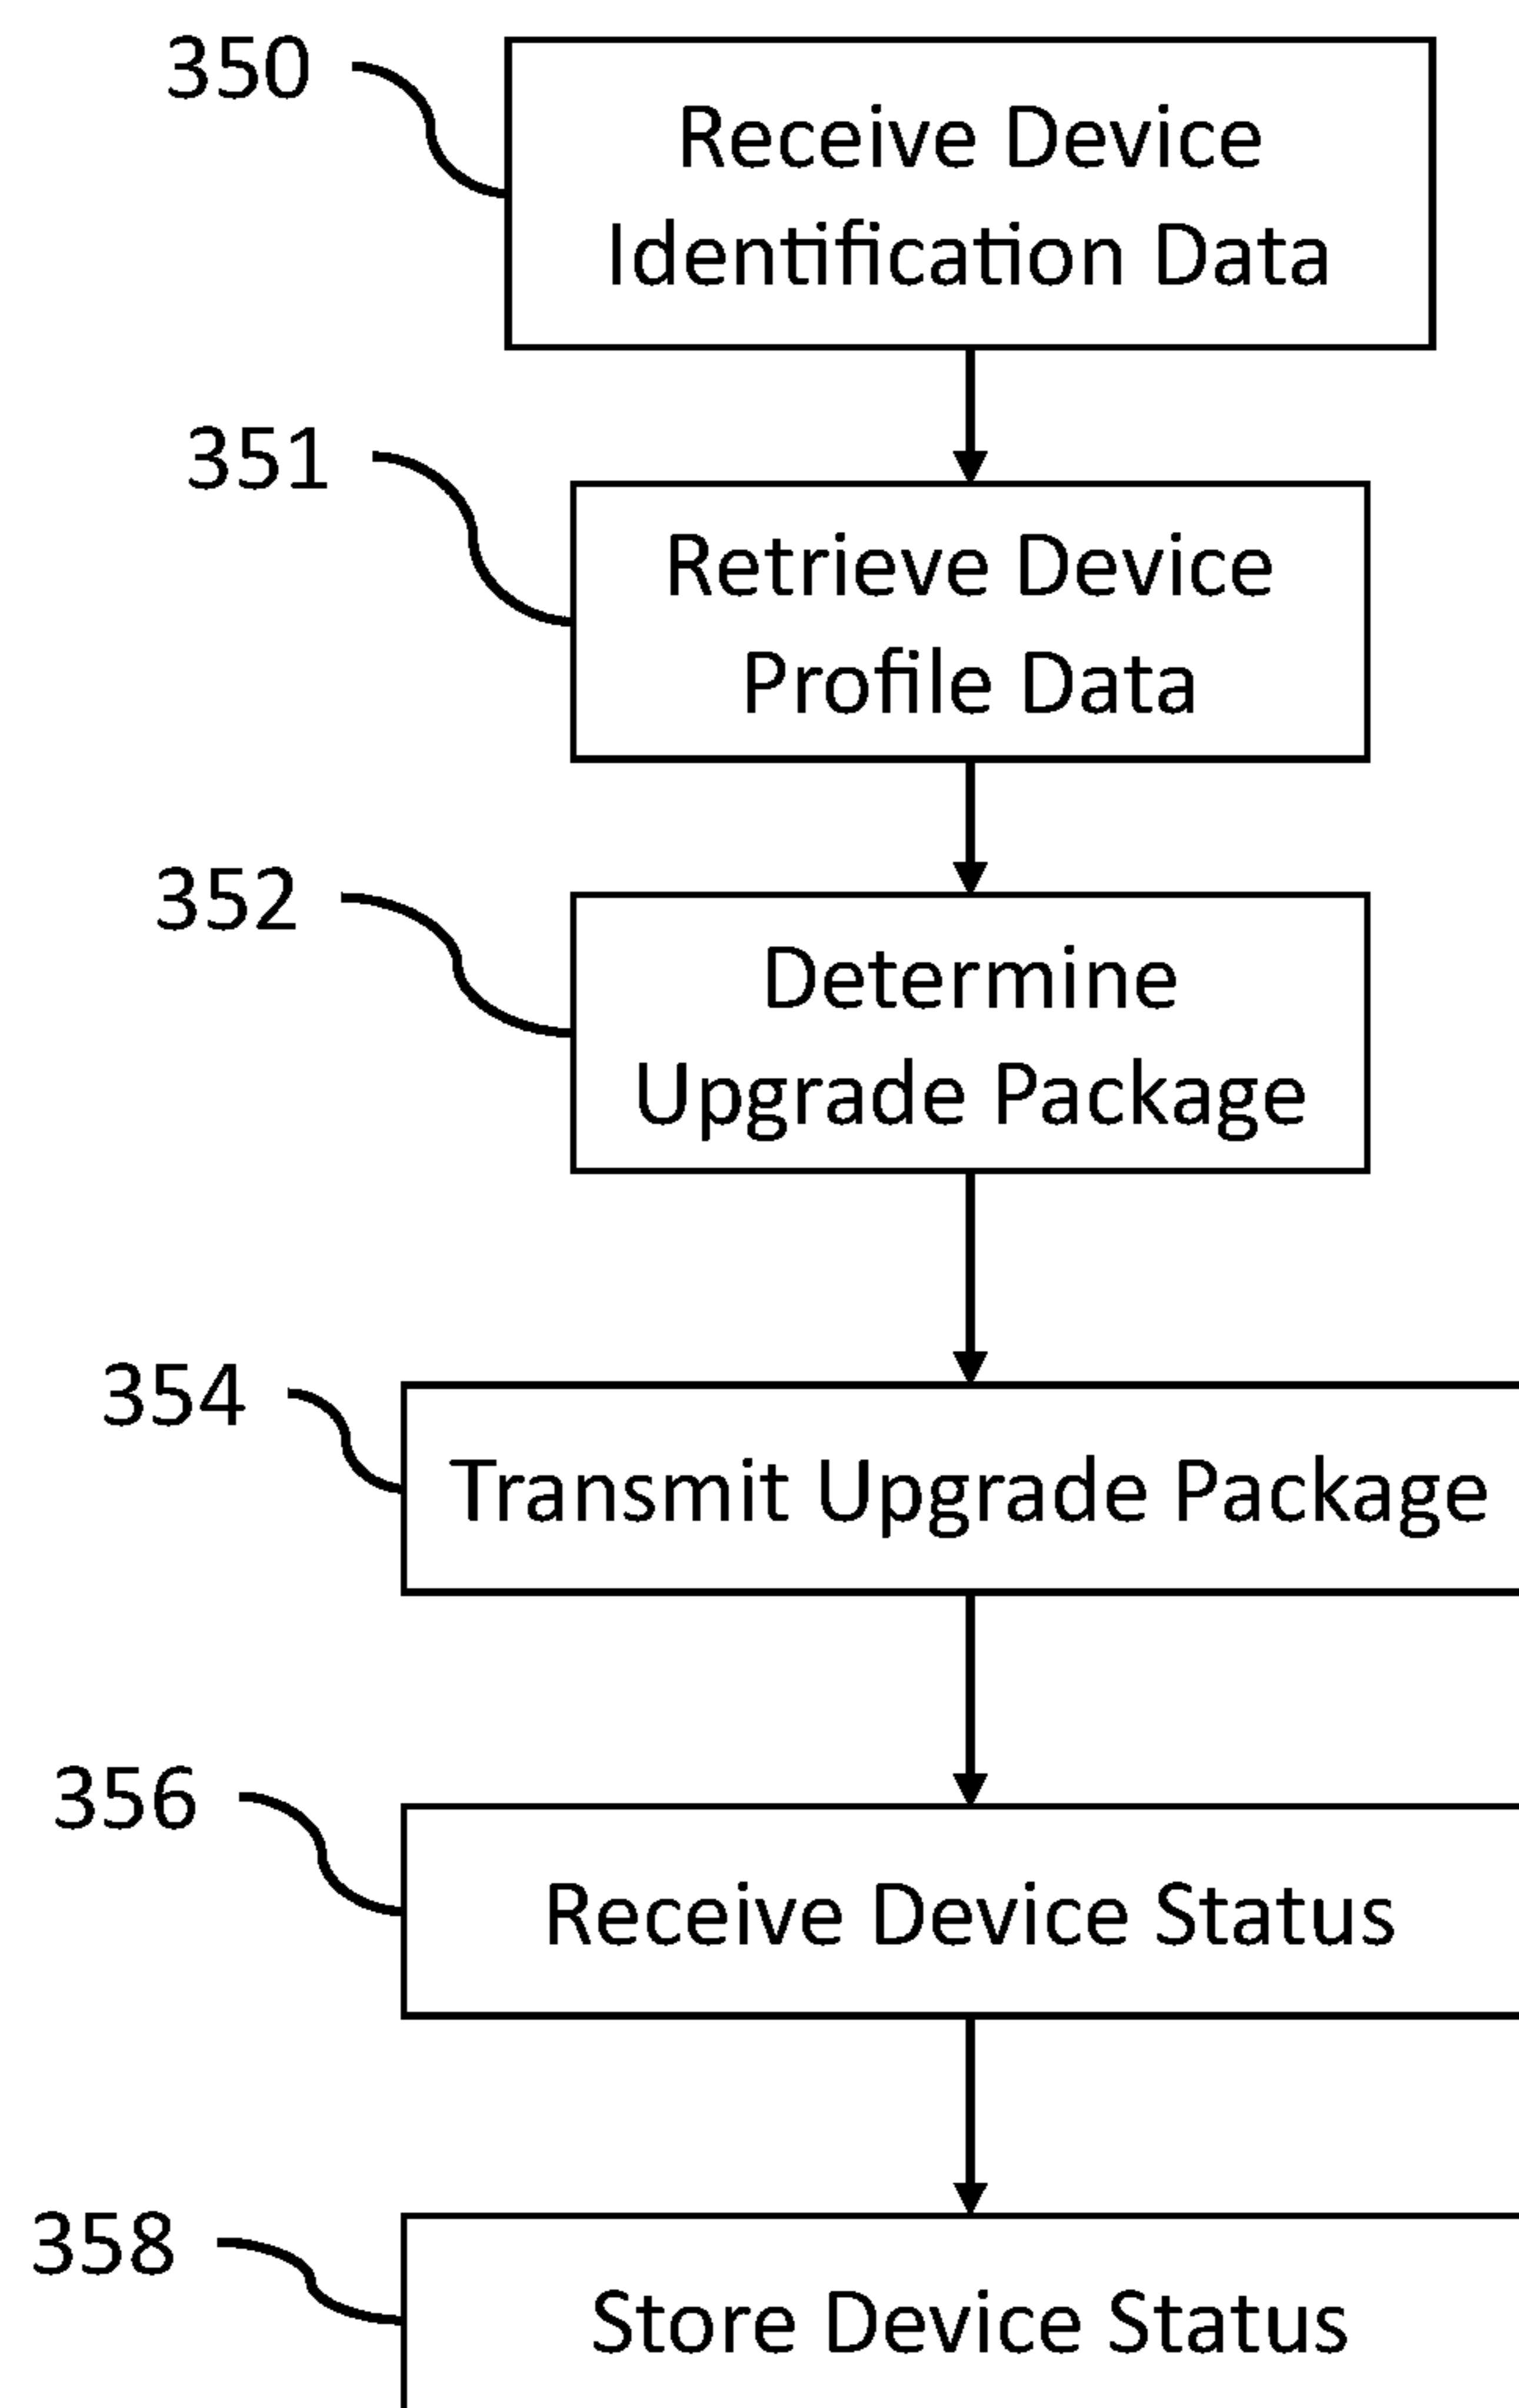 350
Receive Device
Identification Data
351
Retrieve Device
Profile Data
352
Determine
Upgrade Package
354
Transmit Upgrade Package
356
Receive Device Status
358
Store Device Status